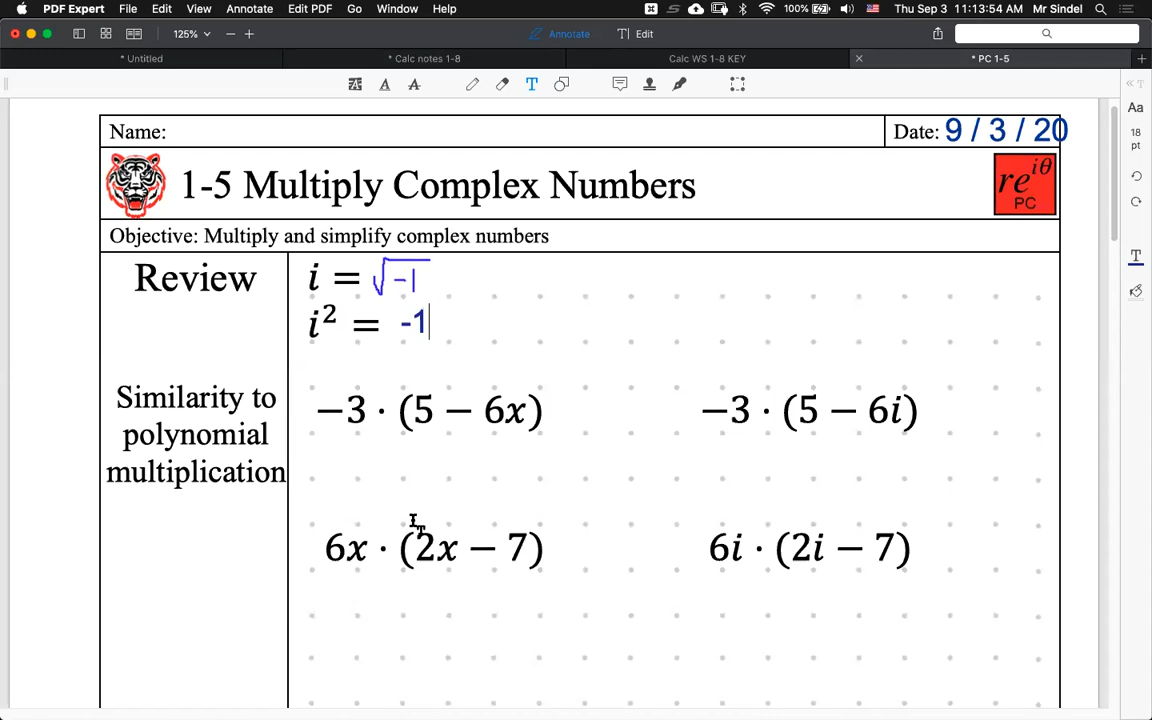 PDF Expert File Edit View Annotate Edit PDF Go Window Help 100% Thu Sep 3 11:13:54 AM Mr Sindel
125% Annotate Edit
* Untitled * Calc notes 1-8 Calc WS 1-8 KEY * PC 1-5
T
Aa
18
pt
T
Name: Date: 9 / 3 / 20
1-5 Multiply Complex Numbers
re^{iθ}
PC
Objective: Multiply and simplify complex numbers
Review
i = √-1
i² = -1
Similarity to
polynomial
multiplication
−3 · (5 − 6x) −3 · (5 − 6i)
6x · (2x − 7) 6i · (2i − 7)